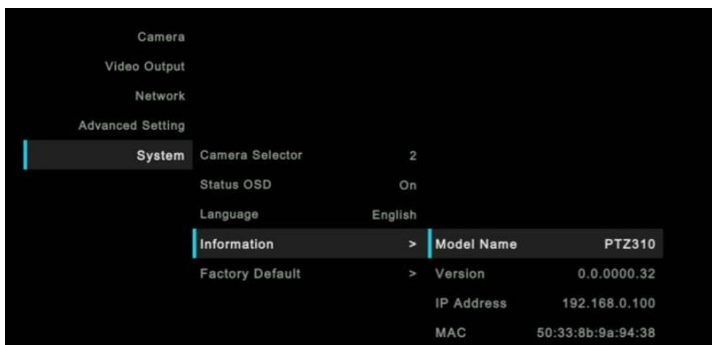 Camera
Video Output
Network
Advanced Setting
System Camera Selector 2
Status OSD On
Language English
Information > Model Name PTZ310
Factory Default > Version 0.0.0000.32
IP Address 192.168.0.100
MAC 50:33:8b:9a:94:38